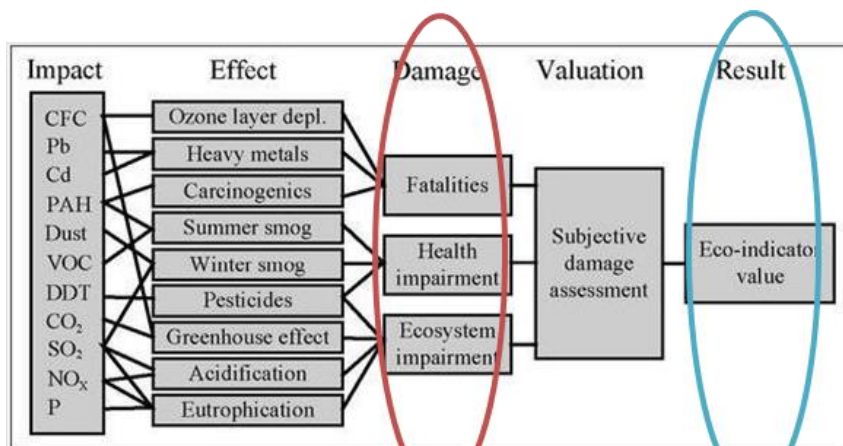 Impact
Effect
Damage
Valuation
Result
CFC
Pb
Cd
PAH
Dust
VOC
DDT
CO₂
SO₂
NOₓ
P
Ozone layer depl.
Heavy metals
Carcinogenics
Summer smog
Winter smog
Pesticides
Greenhouse effect
Acidification
Eutrophication
Fatalities
Health
impairment
Ecosystem
impairment
Subjective
damage
assessment
Eco-indicator
value